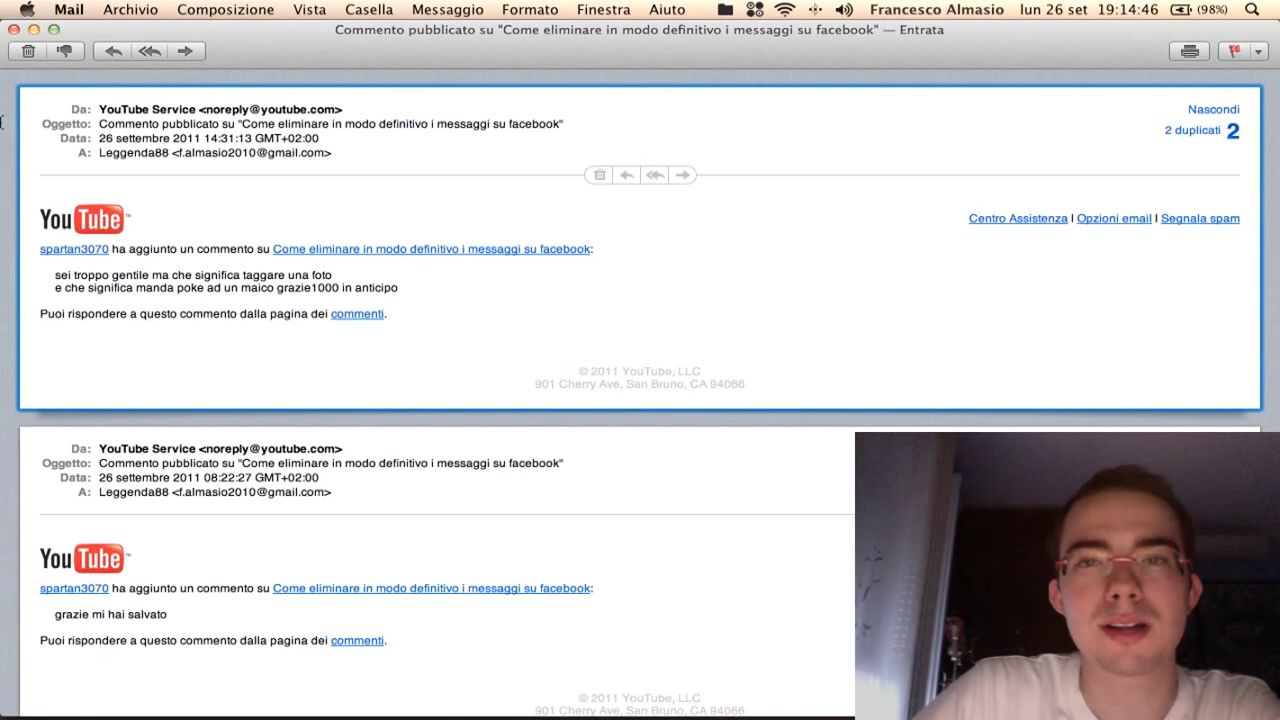 Mail Archivio Composizione Vista Casella Messaggio Formato Finestra Aiuto Francesco Almasio lun 26 set 19:14:46 (98%)
Commento pubblicato su "Come eliminare in modo definitivo i messaggi su facebook" — Entrata
Da: YouTube Service <noreply@youtube.com> Nascondi
Oggetto: Commento pubblicato su "Come eliminare in modo definitivo i messaggi su facebook"
2 duplicati 2
Data: 26 settembre 2011 14:31:13 GMT+02:00
A: Leggenda88 <f.almasio2010@gmail.com>
YouTube™ Centro Assistenza | Opzioni email | Segnala spam
spartan3070 ha aggiunto un commento su Come eliminare in modo definitivo i messaggi su facebook:
sei troppo gentile ma che significa taggare una foto
e che significa manda poke ad un maico grazie1000 in anticipo
Puoi rispondere a questo commento dalla pagina dei commenti.
© 2011 YouTube, LLC
901 Cherry Ave, San Bruno, CA 94066
Da: YouTube Service <noreply@youtube.com>
Oggetto: Commento pubblicato su "Come eliminare in modo definitivo i messaggi su facebook"
Data: 26 settembre 2011 08:22:27 GMT+02:00
A: Leggenda88 <f.almasio2010@gmail.com>
YouTube™
spartan3070 ha aggiunto un commento su Come eliminare in modo definitivo i messaggi su facebook:
grazie mi hai salvato
Puoi rispondere a questo commento dalla pagina dei commenti.
© 2011 YouTube, LLC
901 Cherry Ave, San Bruno, CA 94066